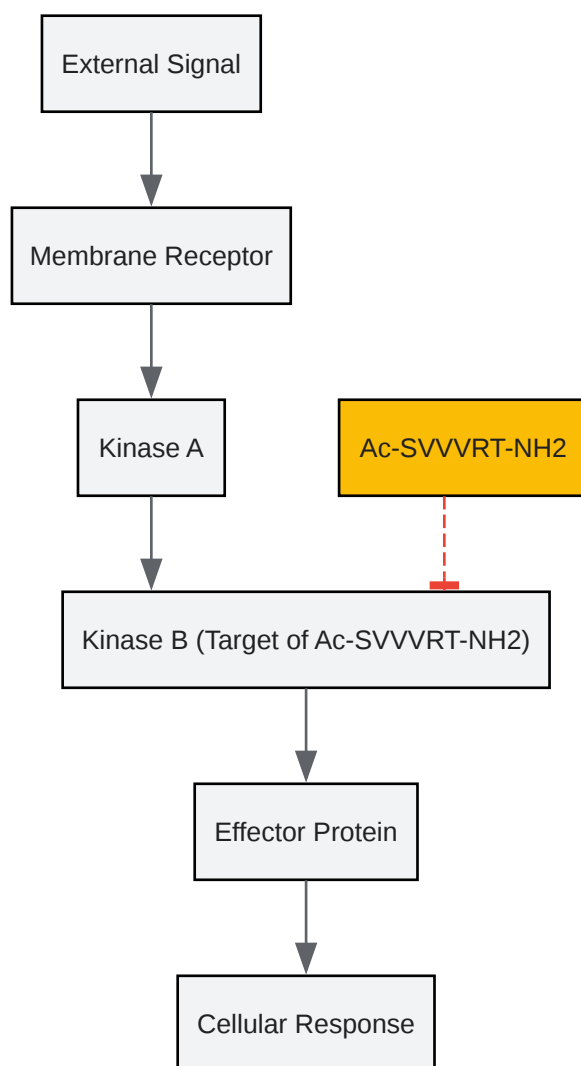 External Signal
Membrane Receptor
Kinase A
Ac-SVVVRT-NH2
Kinase B (Target of Ac-SVVVRT-NH2)
Effector Protein
Cellular Response